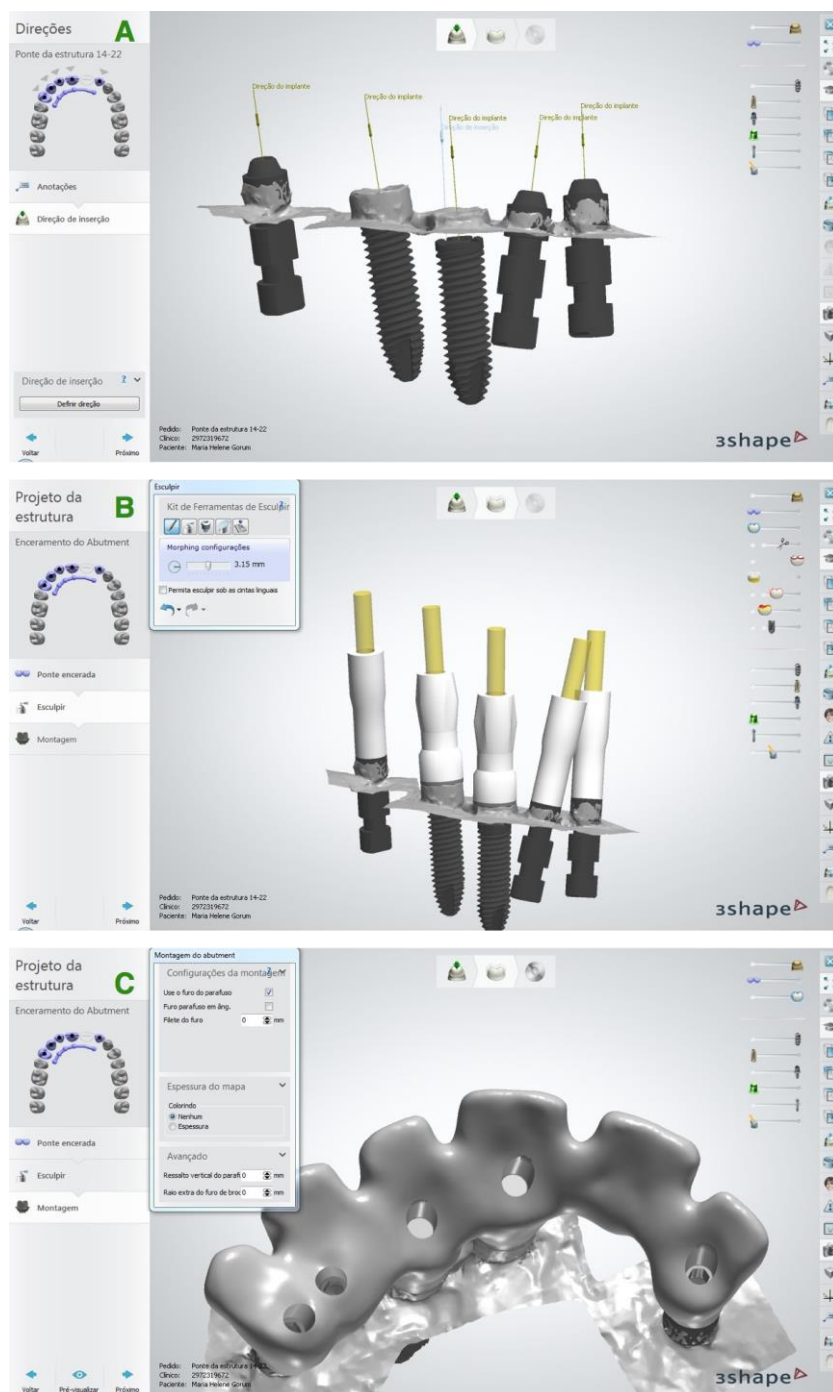 Direções
A
Ponte da estrutura 14-22
Anotações
Direção de inserção
Direção de inserção ?
Definir direção
Voltar
Próximo
Direção do implante
Direção do implante
Direção do implante
Direção de inserção
Direção do implante
Direção do implante
Pedido: Ponte da estrutura 14-22
Clínico: 2972319672
Paciente: Maria Helene Gorum
3shape
Projeto da
estrutura
B
Enceramento do Abutment
Ponte encerada
Esculpir
Montagem
Voltar
Próximo
Esculpir
Kit de Ferramentas de Esculpir
?
Morphing configurações
3.15 mm
Permita esculpir sob as cintas linguais
Pedido: Ponte da estrutura 14-22
Clínico: 2972319672
Paciente: Maria Helene Gorum
3shape
Projeto da
estrutura
C
Enceramento do Abutment
Ponte encerada
Esculpir
Montagem
Voltar
Pré-visualizar
Próximo
Montagem do abutment
Configurações da montagem
?
Use o furo do parafuso
Furo parafuso em âng.
Filete do furo 0 mm
Espessura do mapa
Colorindo
Nenhum
Espessura
Avançado
Ressalto vertical do parafi 0 mm
Raio extra do furo de broc 0 mm
Pedido: Ponte da estrutura 14-22
Clínico: 2972319672
Paciente: Maria Helene Gorum
3shape